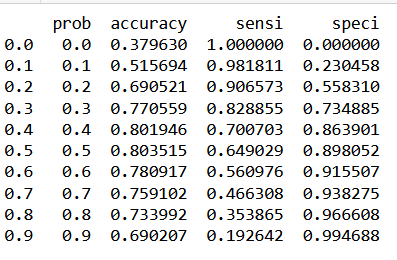 prob accuracy sensi speci
0.0 0.0 0.379630 1.000000 0.000000
0.1 0.1 0.515694 0.981811 0.230458
0.2 0.2 0.690521 0.906573 0.558310
0.3 0.3 0.770559 0.828855 0.734885
0.4 0.4 0.801946 0.700703 0.863901
0.5 0.5 0.803515 0.649029 0.898052
0.6 0.6 0.780917 0.560976 0.915507
0.7 0.7 0.759102 0.466308 0.938275
0.8 0.8 0.733992 0.353865 0.966608
0.9 0.9 0.690207 0.192642 0.994688